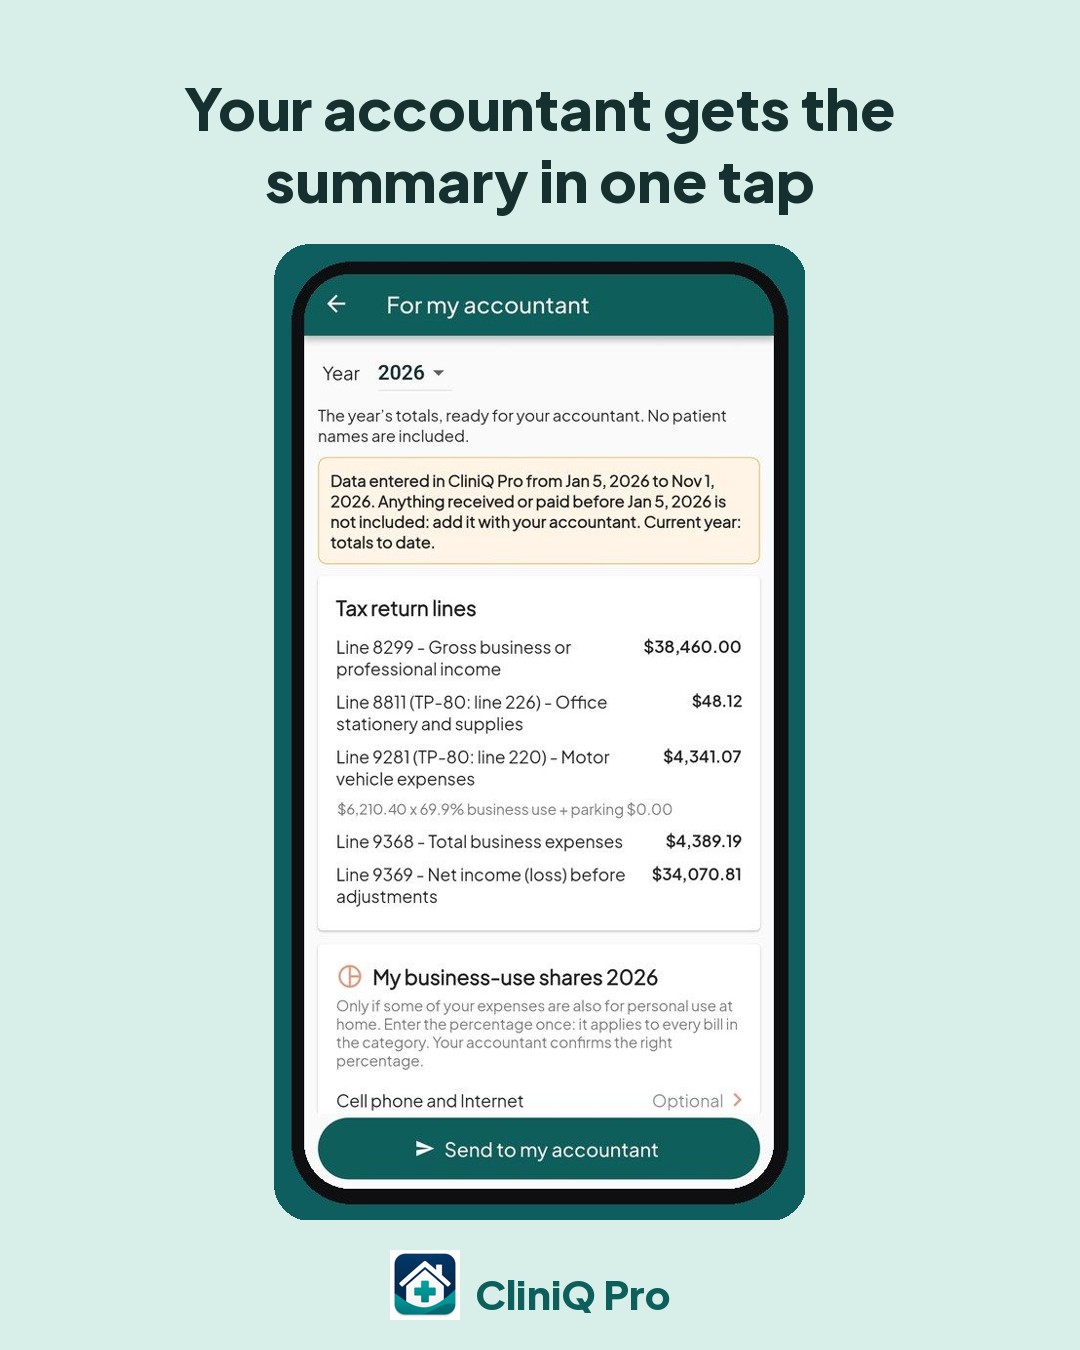 Your accountant gets the
summary in one tap
For my accountant
Year 2026
The year's totals, ready for your accountant. No patient
names are included.
Data entered in CliniQ Pro from Jan 5, 2026 to Nov 1,
2026. Anything received or paid before Jan 5, 2026 is
not included: add it with your accountant. Current year:
totals to date.
Tax return lines
Line 8299 - Gross business or $38,460.00
professional income
Line 8811 (TP-80: line 226) - Office $48.12
stationery and supplies
Line 9281 (TP-80: line 220) - Motor $4,341.07
vehicle expenses
$6,210.40 x 69.9% business use + parking $0.00
Line 9368 - Total business expenses $4,389.19
Line 9369 - Net income (loss) before $34,070.81
adjustments
My business-use shares 2026
Only if some of your expenses are also for personal use at
home. Enter the percentage once: it applies to every bill in
the category. Your accountant confirms the right
percentage.
Cell phone and Internet Optional
Send to my accountant
CliniQ Pro